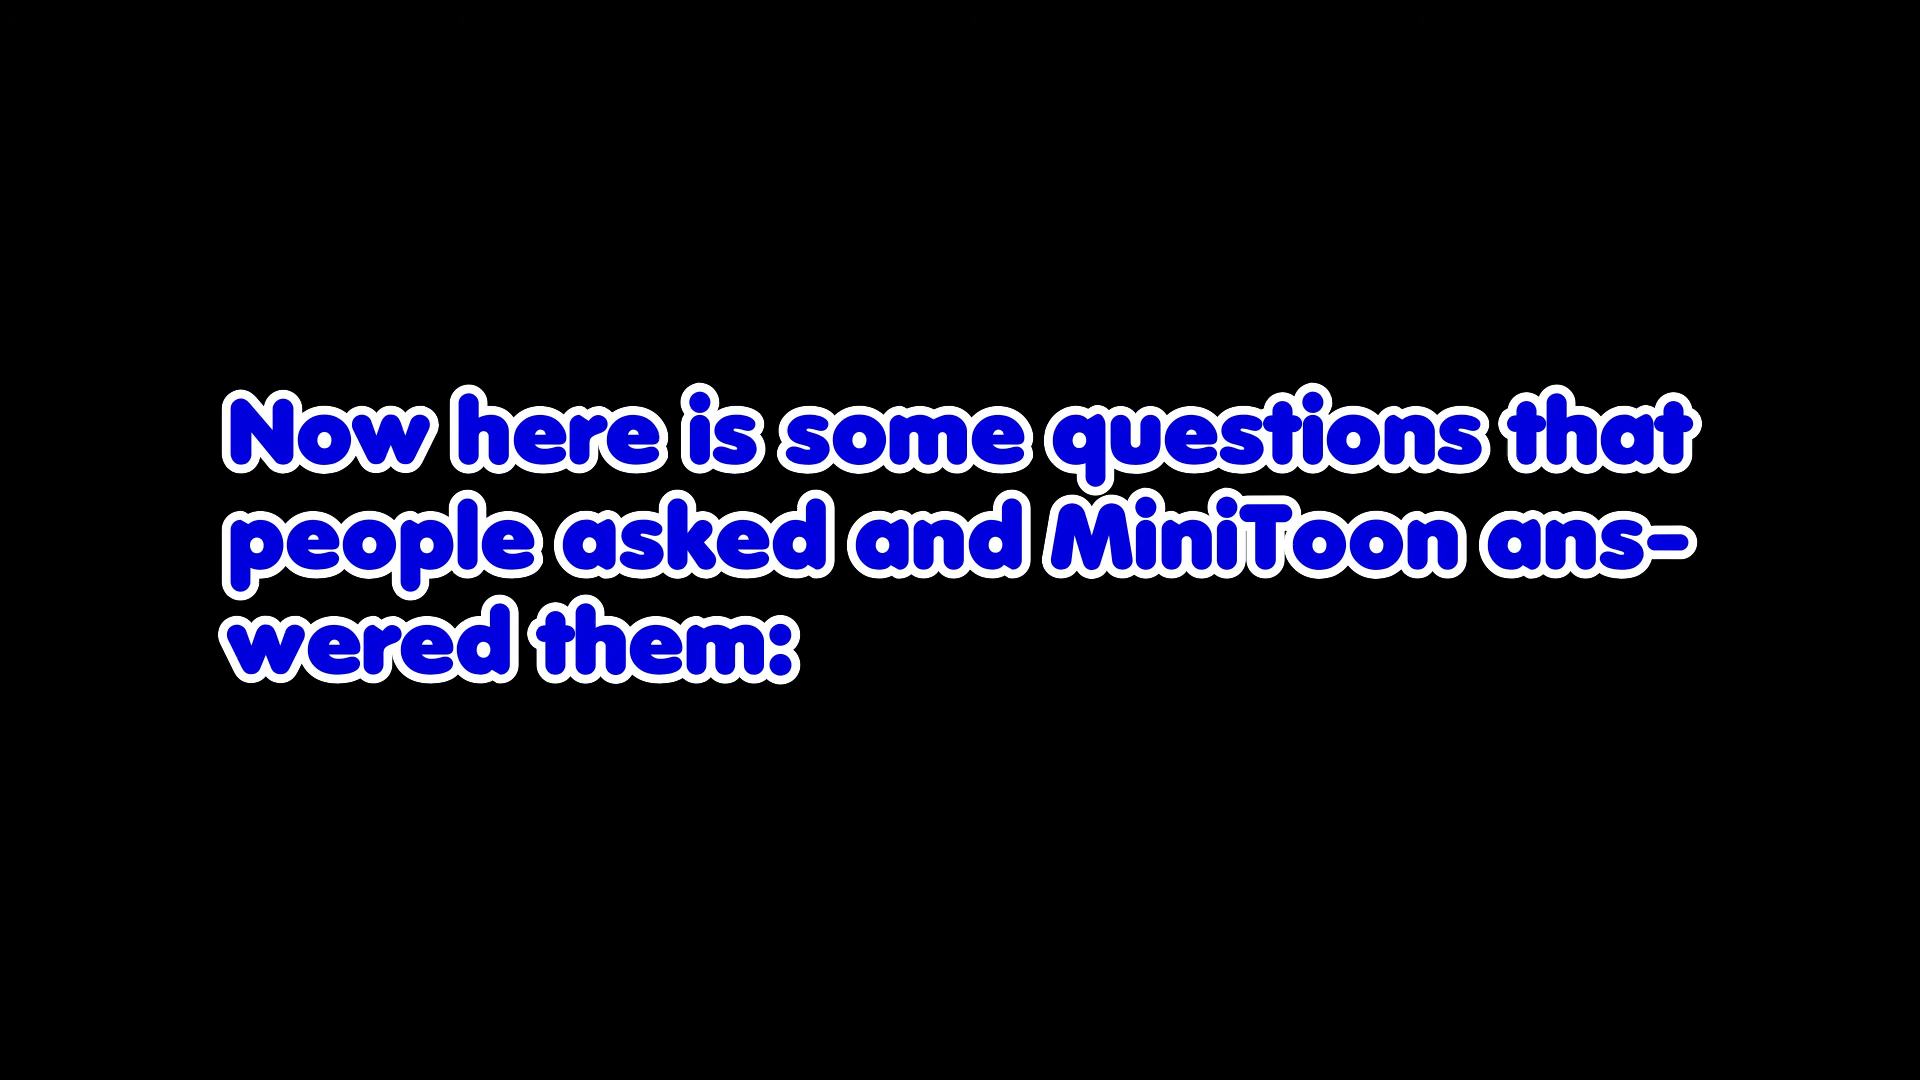 Now here is some questions that
people asked and MiniToon ans-
wered them: